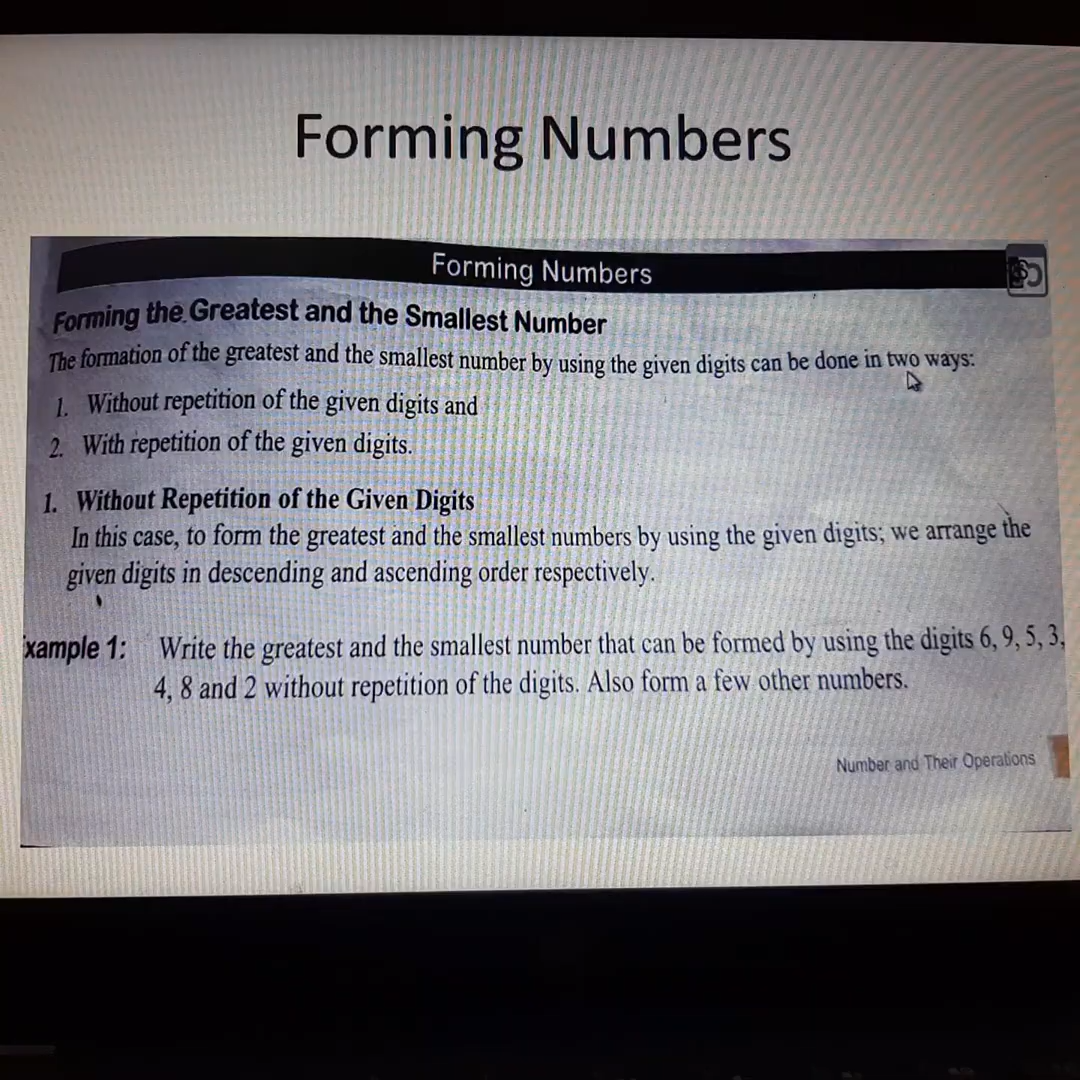 Forming Numbers
Forming Numbers
Forming the Greatest and the Smallest Number
The formation of the greatest and the smallest number by using the given digits can be done in two ways:
1. Without repetition of the given digits and
2. With repetition of the given digits.
1. Without Repetition of the Given Digits
In this case, to form the greatest and the smallest numbers by using the given digits; we arrange the
given digits in descending and ascending order respectively.
xample 1: Write the greatest and the smallest number that can be formed by using the digits 6, 9, 5, 3,
4, 8 and 2 without repetition of the digits. Also form a few other numbers.
Number and Their Operations